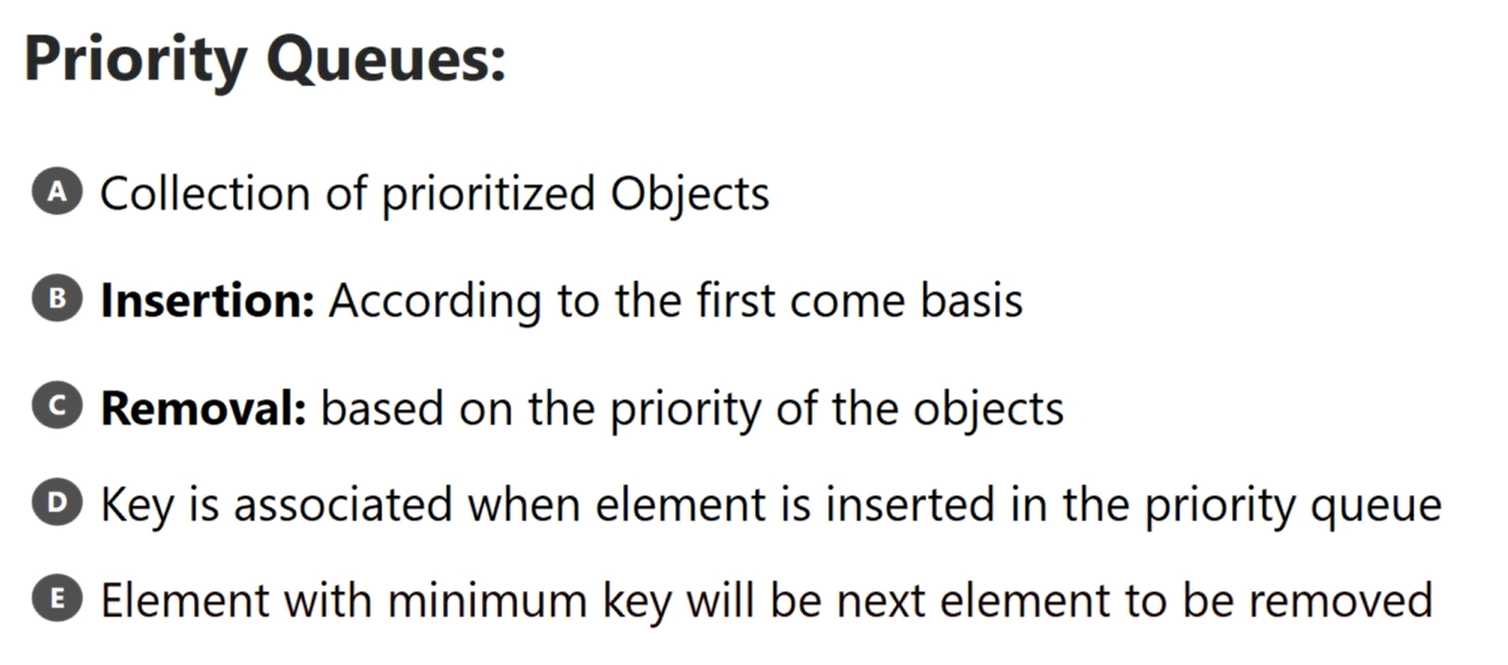 Priority Queues:
A Collection of prioritized Objects
B Insertion: According to the first come basis
C Removal: based on the priority of the objects
D Key is associated when element is inserted in the priority queue
E Element with minimum key will be next element to be removed